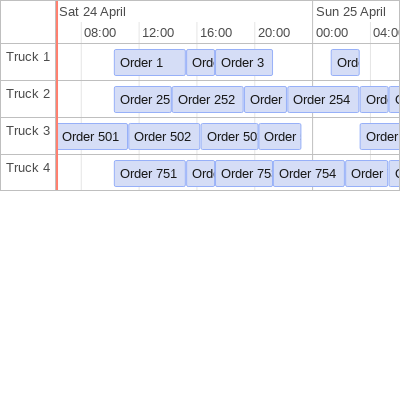 Sat 24 April Sun 25 April
08:00 12:00 16:00 20:00 00:00 04:0
Truck 1 Order 1 Ord Order 3 Ord
Truck 2 Order 25 Order 252 Order Order 254 Ord
Truck 3 Order 501 Order 502 Order 50 Order Order
Truck 4 Order 751 Ord Order 75 Order 754 Order